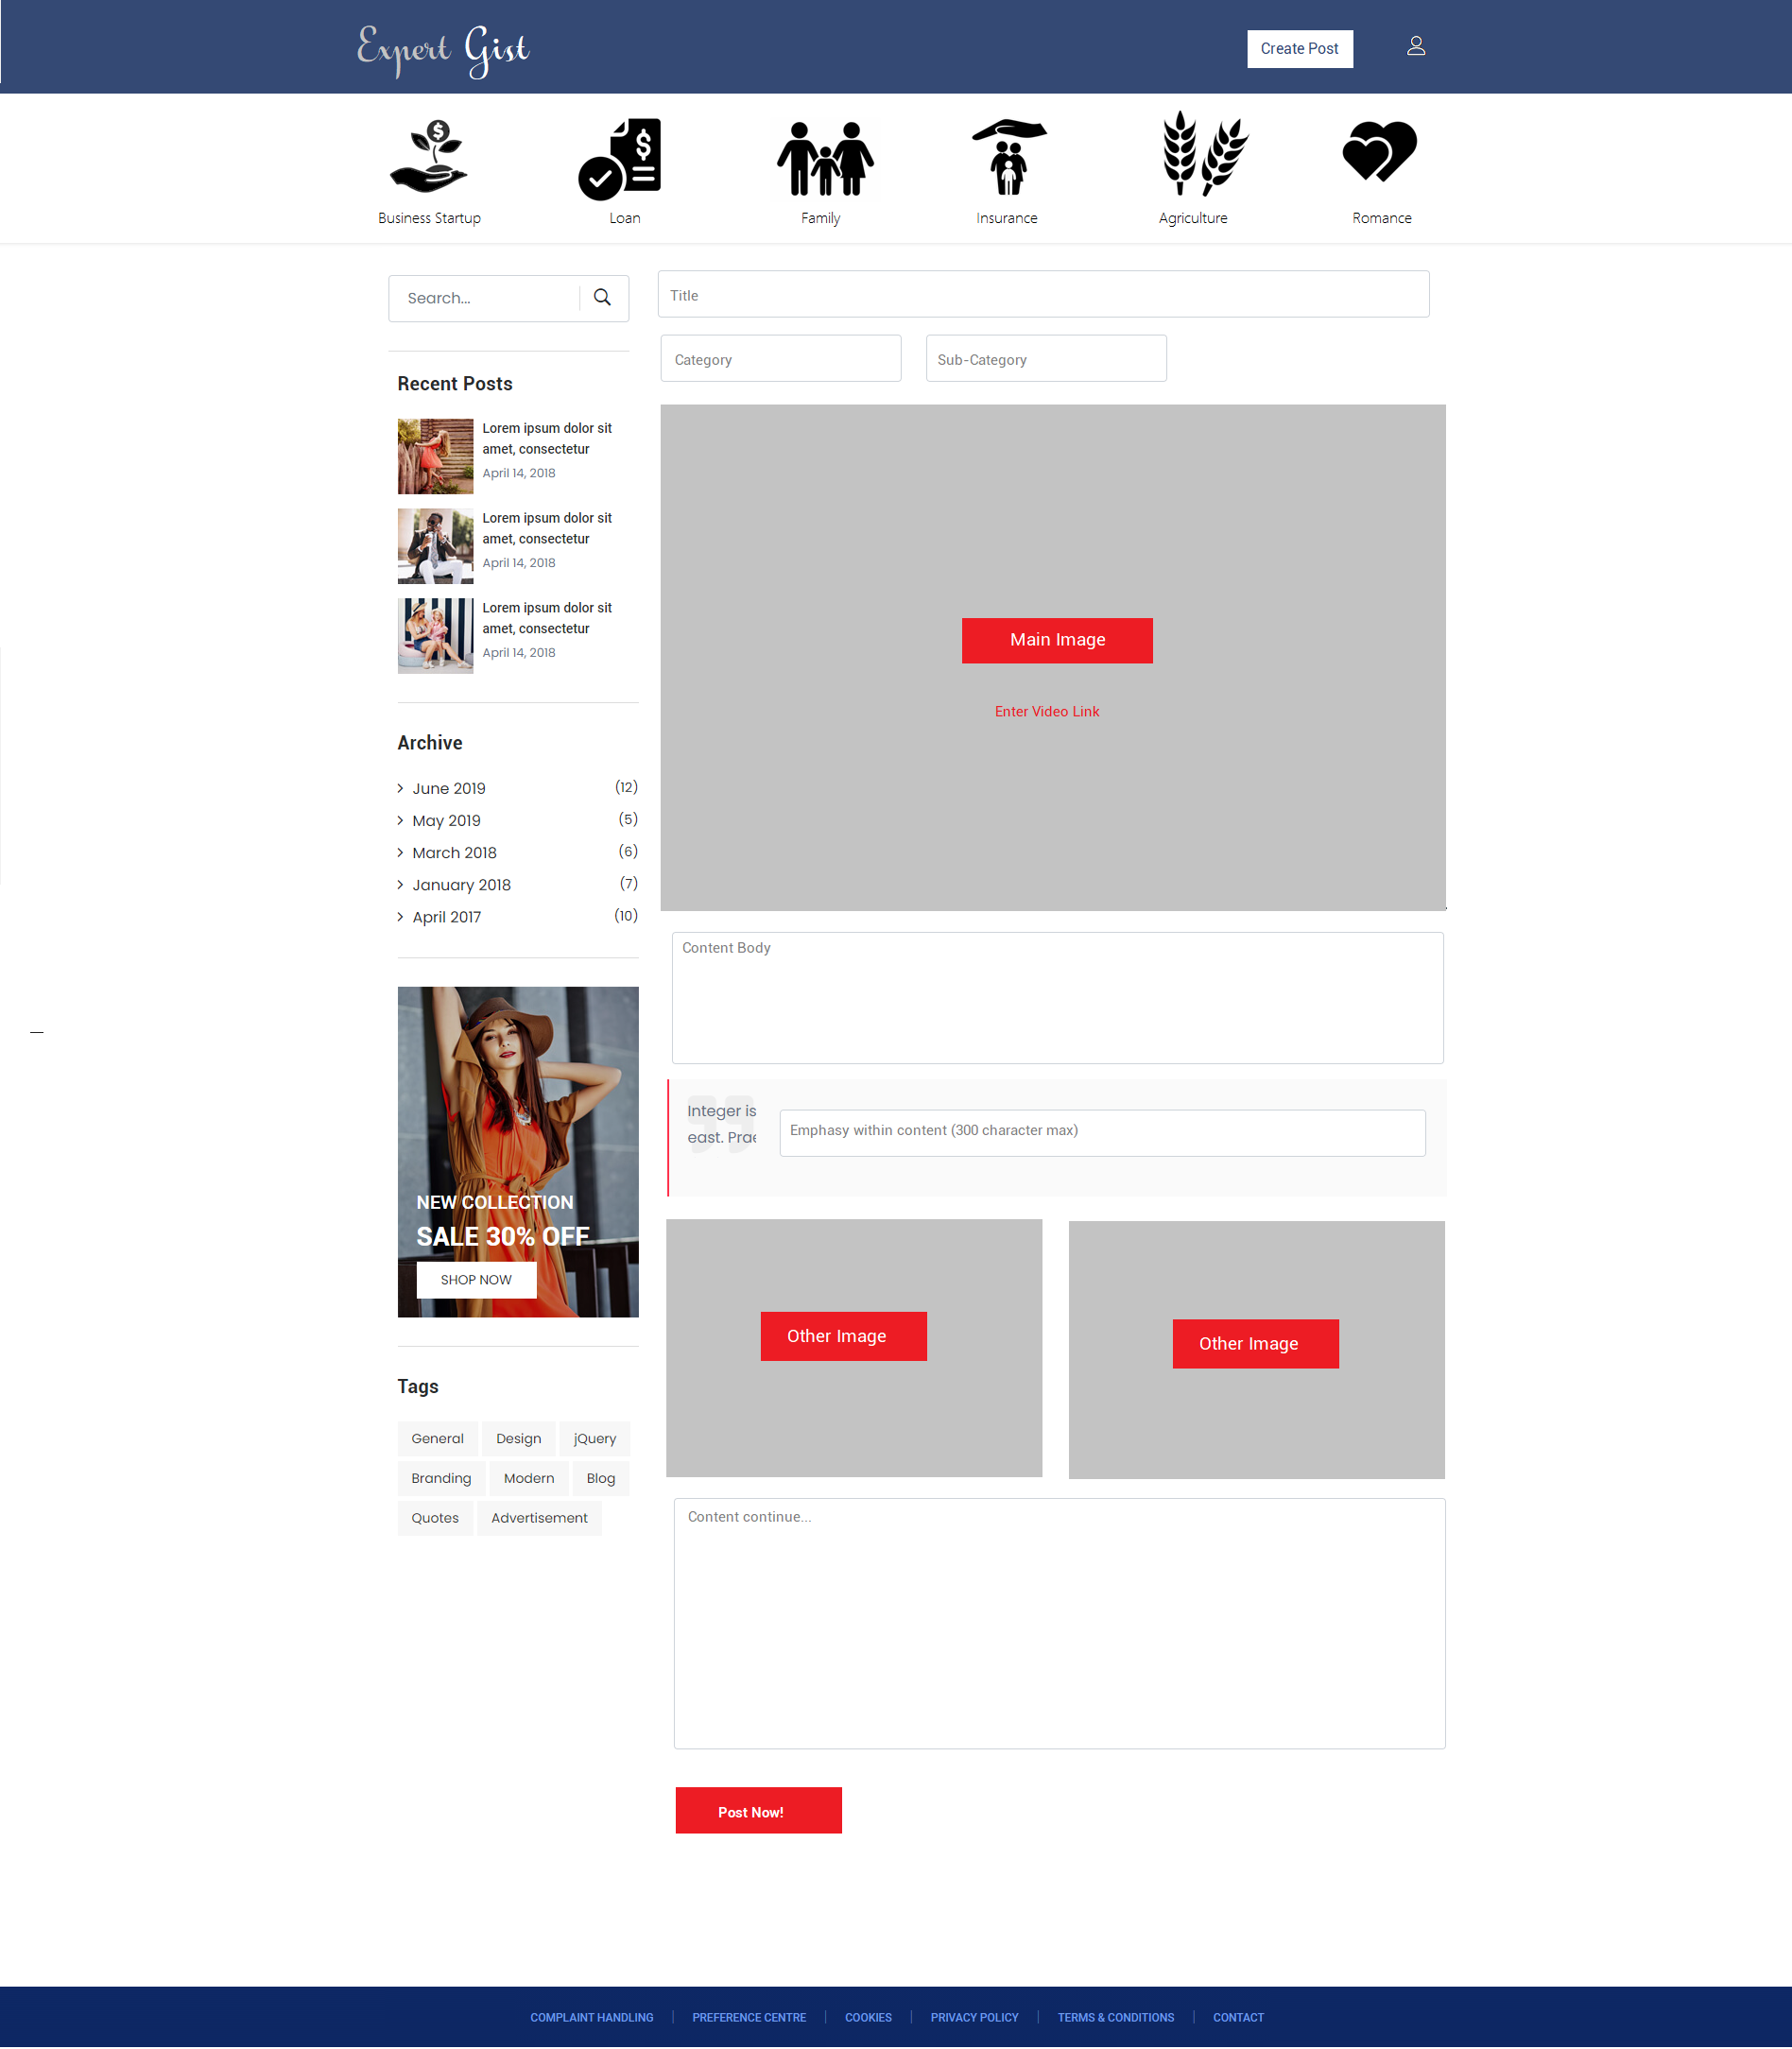 Expert Gist
Create Post
Business Startup
Loan
Family
Insurance
Agriculture
Romance
Search...
Recent Posts
Lorem ipsum dolor sit
amet, consectetur
April 14, 2018
Lorem ipsum dolor sit
amet, consectetur
April 14, 2018
Lorem ipsum dolor sit
amet, consectetur
April 14, 2018
Archive
June 2019 (12)
May 2019 (5)
March 2018 (6)
January 2018 (7)
April 2017 (10)
NEW COLLECTION
SALE 30% OFF
SHOP NOW
Tags
General Design jQuery
Branding Modern Blog
Quotes Advertisement
Title
Category
Sub-Category
Main Image
Enter Video Link
Content Body
Integer is
east. Prae
Emphasy within content (300 character max)
Other Image
Other Image
Content continue...
Post Now!
COMPLAINT HANDLING | PREFERENCE CENTRE | COOKIES | PRIVACY POLICY | TERMS & CONDITIONS | CONTACT